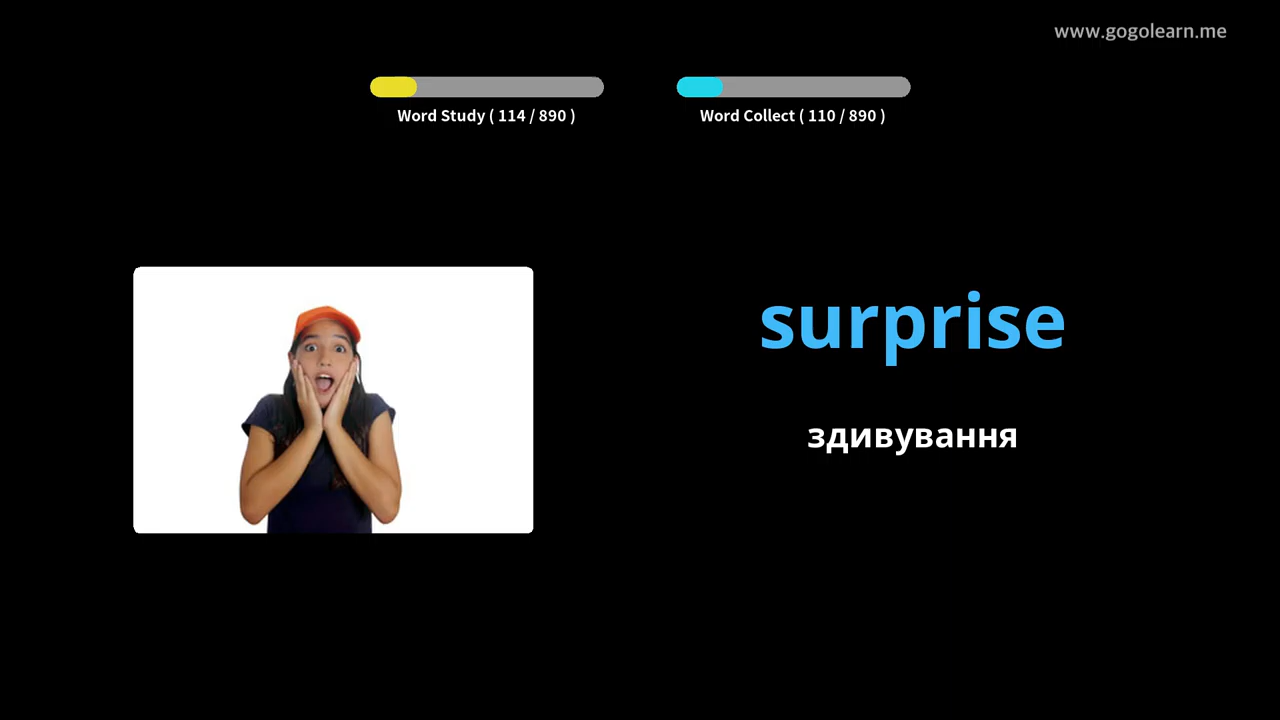 www.gogolearn.me
Word Study ( 114 / 890 )
Word Collect ( 110 / 890 )
surprise
здивування